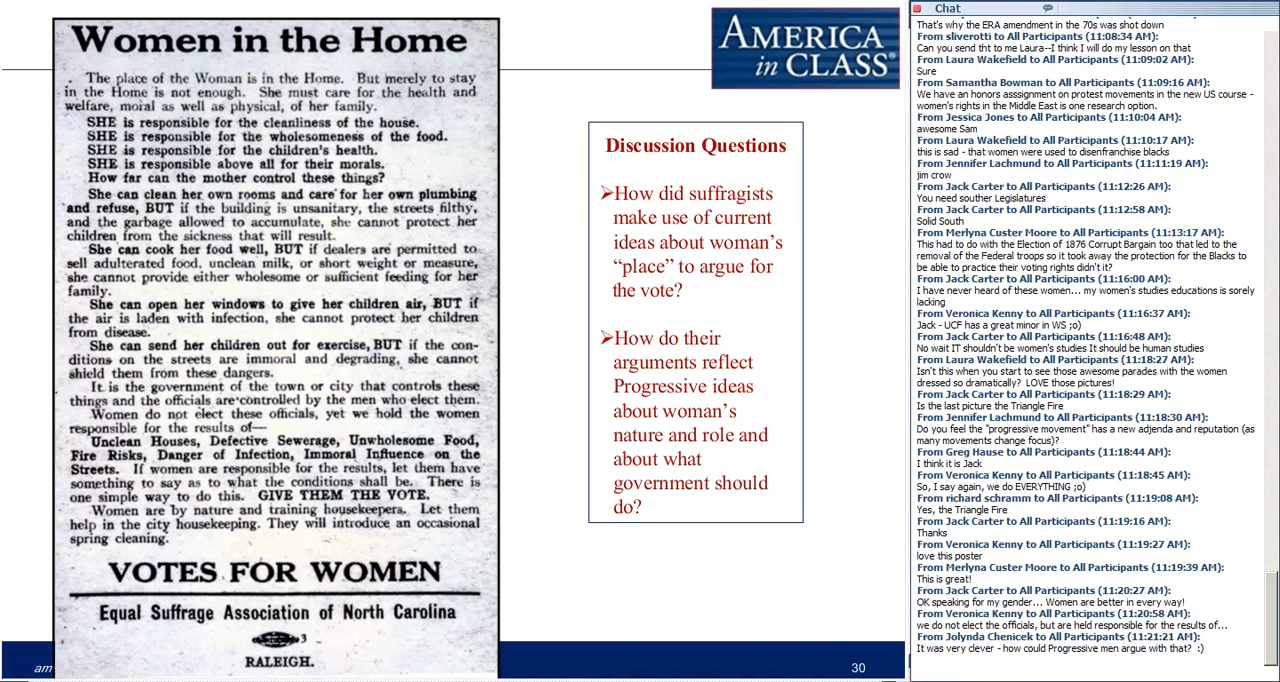 Women in the Home
. The place of the Woman is in the Home. But merely to stay
in the Home is not enough. She must care for the health and
welfare, moral as well as physical, of her family.
SHE is responsible for the cleanliness of the house.
SHE is responsible for the wholesomeness of the food.
SHE is responsible for the children's health.
SHE is responsible above all for their morals.
How far can the mother control these things?
She can clean her own rooms and care for her own plumbing
and refuse, BUT if the building is unsanitary, the streets filthy,
and the garbage allowed to accumulate, she cannot protect her
children from the sickness that will result.
She can cook her food well, BUT if dealers are permitted to
sell adulterated food, unclean milk, or short weight or measure,
she cannot provide either wholesome or sufficient feeding for her
family.
She can open her windows to give her children air, BUT if
the air is laden with infection, she cannot protect her children
from disease.
She can send her children out for exercise, BUT if the con-
ditions on the streets are immoral and degrading, she cannot
shield them from these dangers.
It is the government of the town or city that controls these
things and the officials are controlled by the men who elect them.
Women do not elect these officials, yet we hold the women
responsible for the results of—
Unclean Houses, Defective Sewerage, Unwholesome Food,
Fire Risks, Danger of Infection, Immoral Influence on the
Streets. If women are responsible for the results, let them have
something to say as to what the conditions shall be. There is
one simple way to do this. GIVE THEM THE VOTE.
Women are by nature and training housekeepers. Let them
help in the city housekeeping. They will introduce an occasional
spring cleaning.
VOTES FOR WOMEN
Equal Suffrage Association of North Carolina
3
RALEIGH.
am
AMERICA
in CLASS®
Discussion Questions
➢How did suffragists
make use of current
ideas about woman's
“place” to argue for
the vote?
➢How do their
arguments reflect
Progressive ideas
about woman's
nature and role and
about what
government should
do?
30
Chat
That's why the ERA amendment in the 70s was shot down
From sliverotti to All Participants (11:08:34 AM):
Can you send tht to me Laura--I think I will do my lesson on that
From Laura Wakefield to All Participants (11:09:02 AM):
Sure
From Samantha Bowman to All Participants (11:09:16 AM):
We have an honors asssignment on protest movements in the new US course -
women's rights in the Middle East is one research option.
From Jessica Jones to All Participants (11:10:04 AM):
awesome Sam
From Laura Wakefield to All Participants (11:10:17 AM):
this is sad - that women were used to disenfranchise blacks
From Jennifer Lachmund to All Participants (11:11:19 AM):
jim crow
From Jack Carter to All Participants (11:12:26 AM):
You need souther Legislatures
From Jack Carter to All Participants (11:12:58 AM):
Solid South
From Merlyna Custer Moore to All Participants (11:13:17 AM):
This had to do with the Election of 1876 Corrupt Bargain too that led to the
removal of the Federal troops so it took away the protection for the Blacks to
be able to practice their voting rights didn't it?
From Jack Carter to All Participants (11:16:00 AM):
I have never heard of these women... my women's studies educations is sorely
lacking
From Veronica Kenny to All Participants (11:16:37 AM):
Jack - UCF has a great minor in WS ;o)
From Jack Carter to All Participants (11:16:48 AM):
No wait IT shouldn't be women's studies It should be human studies
From Laura Wakefield to All Participants (11:18:27 AM):
Isn't this when you start to see those awesome parades with the women
dressed so dramatically? LOVE those pictures!
From Jack Carter to All Participants (11:18:29 AM):
Is the last picture the Triangle Fire
From Jennifer Lachmund to All Participants (11:18:30 AM):
Do you feel the "progressive movement" has a new adjenda and reputation (as
many movements change focus)?
From Greg Hause to All Participants (11:18:44 AM):
I think it is Jack
From Veronica Kenny to All Participants (11:18:45 AM):
So, I say again, we do EVERYTHING ;o)
From richard schramm to All Participants (11:19:08 AM):
Yes, the Triangle Fire
From Jack Carter to All Participants (11:19:16 AM):
Thanks
From Veronica Kenny to All Participants (11:19:27 AM):
love this poster
From Merlyna Custer Moore to All Participants (11:19:39 AM):
This is great!
From Jack Carter to All Participants (11:20:27 AM):
OK speaking for my gender... Women are better in every way!
From Veronica Kenny to All Participants (11:20:58 AM):
we do not elect the officials, but are held responsible for the results of...
From Jolynda Chenicek to All Participants (11:21:21 AM):
It was very clever - how could Progressive men argue with that? :)